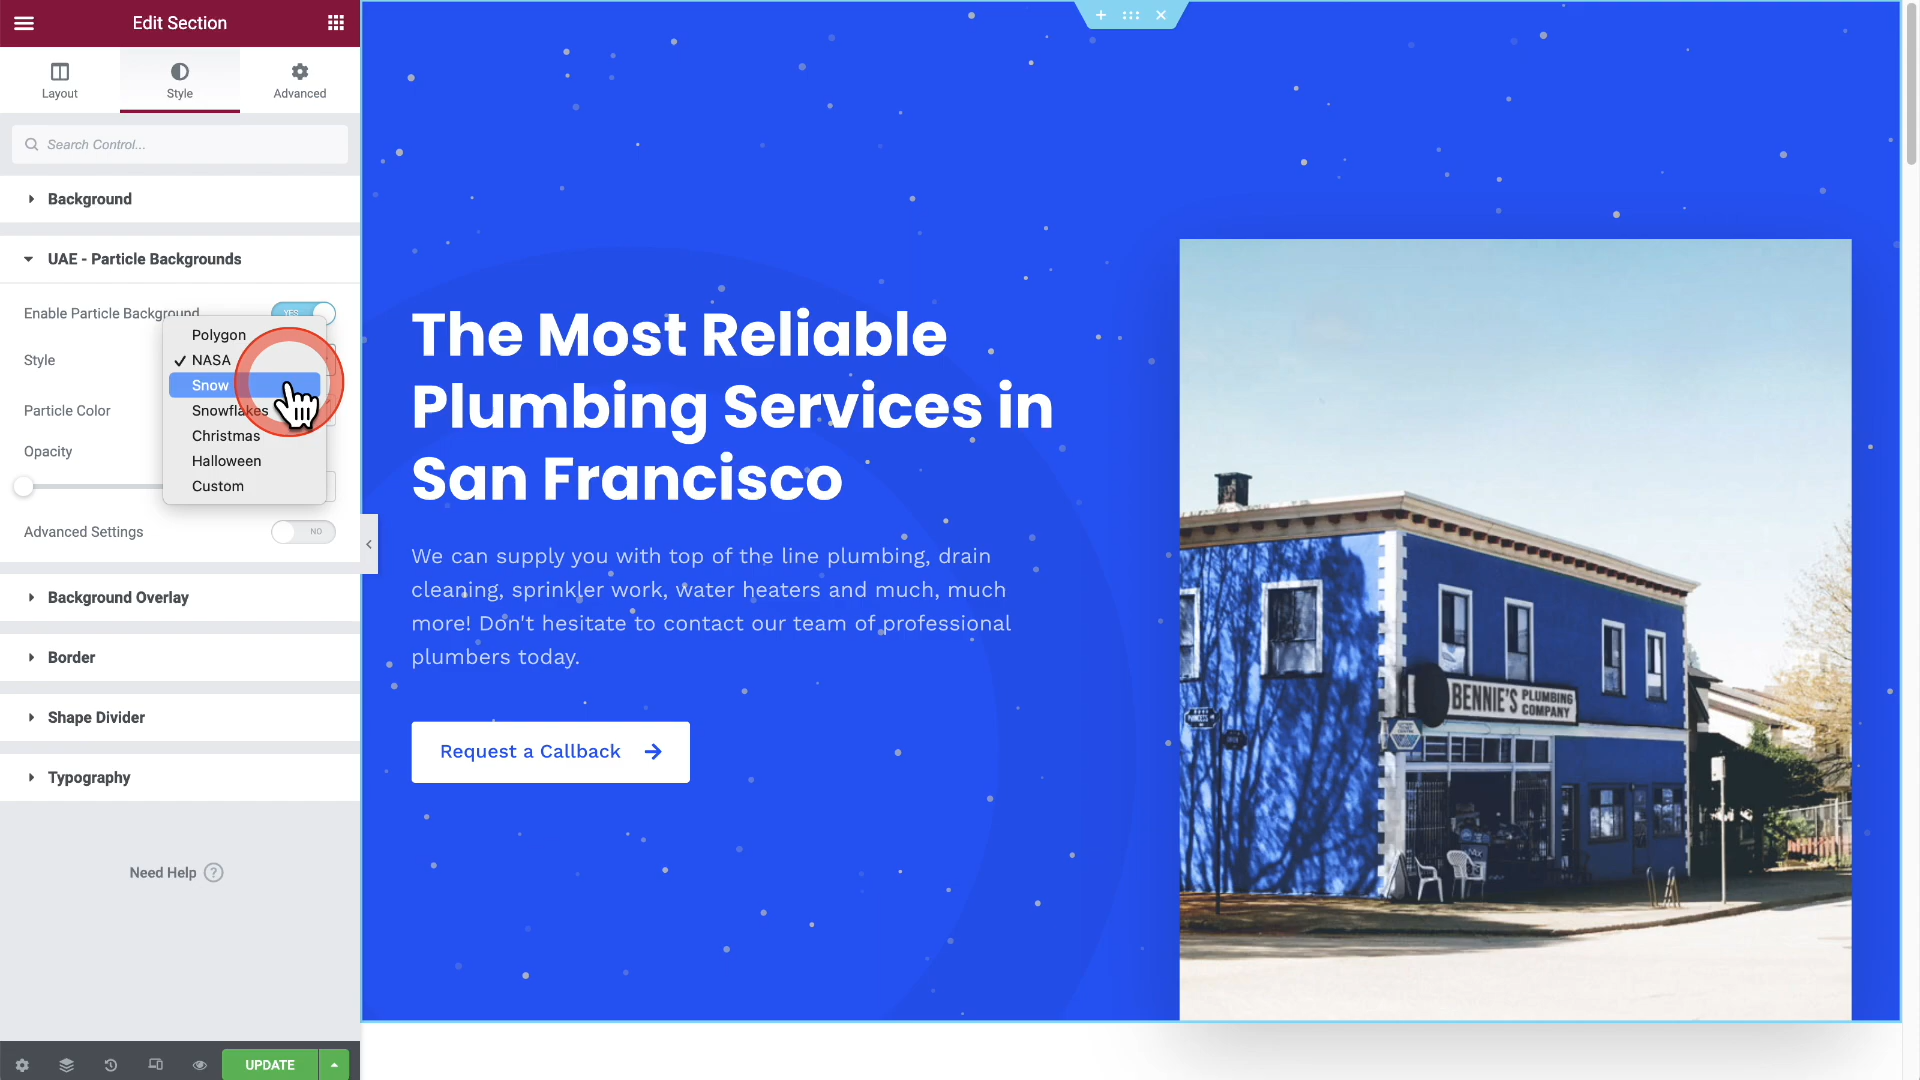 Edit Section
Layout
Style
Advanced
Search Control...
Background
UAE - Particle Backgrounds
Enable Particle Background
YES
Style
Polygon
NASA
Snow
Snowflakes
Christmas
Halloween
Custom
Particle Color
Opacity
Advanced Settings
NO
Background Overlay
Border
Shape Divider
Typography
Need Help ?
UPDATE
The Most Reliable
Plumbing Services in
San Francisco
We can supply you with top of the line plumbing, drain
cleaning, sprinkler work, water heaters and much, much
more! Don't hesitate to contact our team of professional
plumbers today.
Request a Callback
BENNIE'S PLUMBING
COMPANY